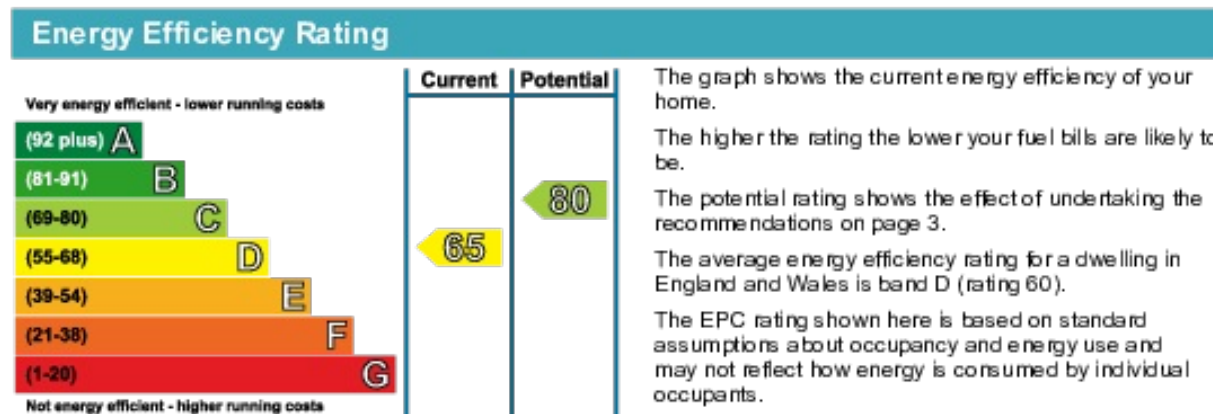 Energy Efficiency Rating
Current Potential
Very energy efficient - lower running costs
(92 plus) A
(81-91) B
(69-80) C
(55-68) D
(39-54) E
(21-38) F
(1-20) G
Not energy efficient - higher running costs
65
80
The graph shows the current energy efficiency of your
home.
The higher the rating the lower your fuel bills are likely to
be.
The potential rating shows the effect of undertaking the
recommendations on page 3.
The average energy efficiency rating for a dwelling in
England and Wales is band D (rating 60).
The EPC rating shown here is based on standard
assumptions about occupancy and energy use and
may not reflect how energy is consumed by individual
occupants.